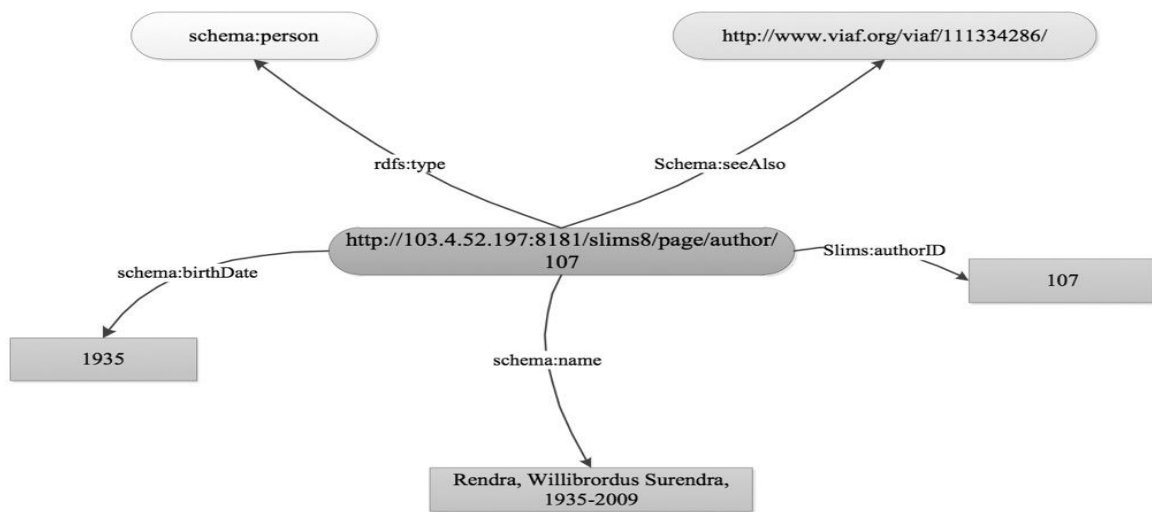 schema:person
http://www.viaf.org/viaf/111334286/
rdfs:type
Schema:seeAlso
http://103.4.52.197:8181/slims8/page/author/
107
schema:birthDate
Slims:authorID
107
1935
schema:name
Rendra, Willibrordus Surendra,
1935-2009